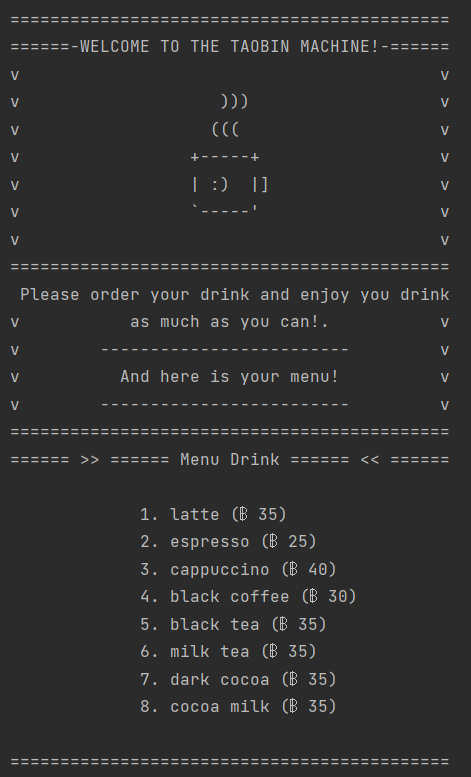 ============================================
======-WELCOME TO THE TAOBIN MACHINE!-======
v                                          v
v                    )))                   v
v                   (((                    v
v                 +-----+                  v
v                 | :)  |]                 v
v                 `-----'                  v
v                                          v
============================================
 Please order your drink and enjoy you drink
v           as much as you can!.           v
v        -------------------------         v
v          And here is your menu!          v
v        -------------------------         v
============================================
====== >> ====== Menu Drink ====== << ======

             1. latte (฿ 35)
             2. espresso (฿ 25)
             3. cappuccino (฿ 40)
             4. black coffee (฿ 30)
             5. black tea (฿ 35)
             6. milk tea (฿ 35)
             7. dark cocoa (฿ 35)
             8. cocoa milk (฿ 35)

============================================